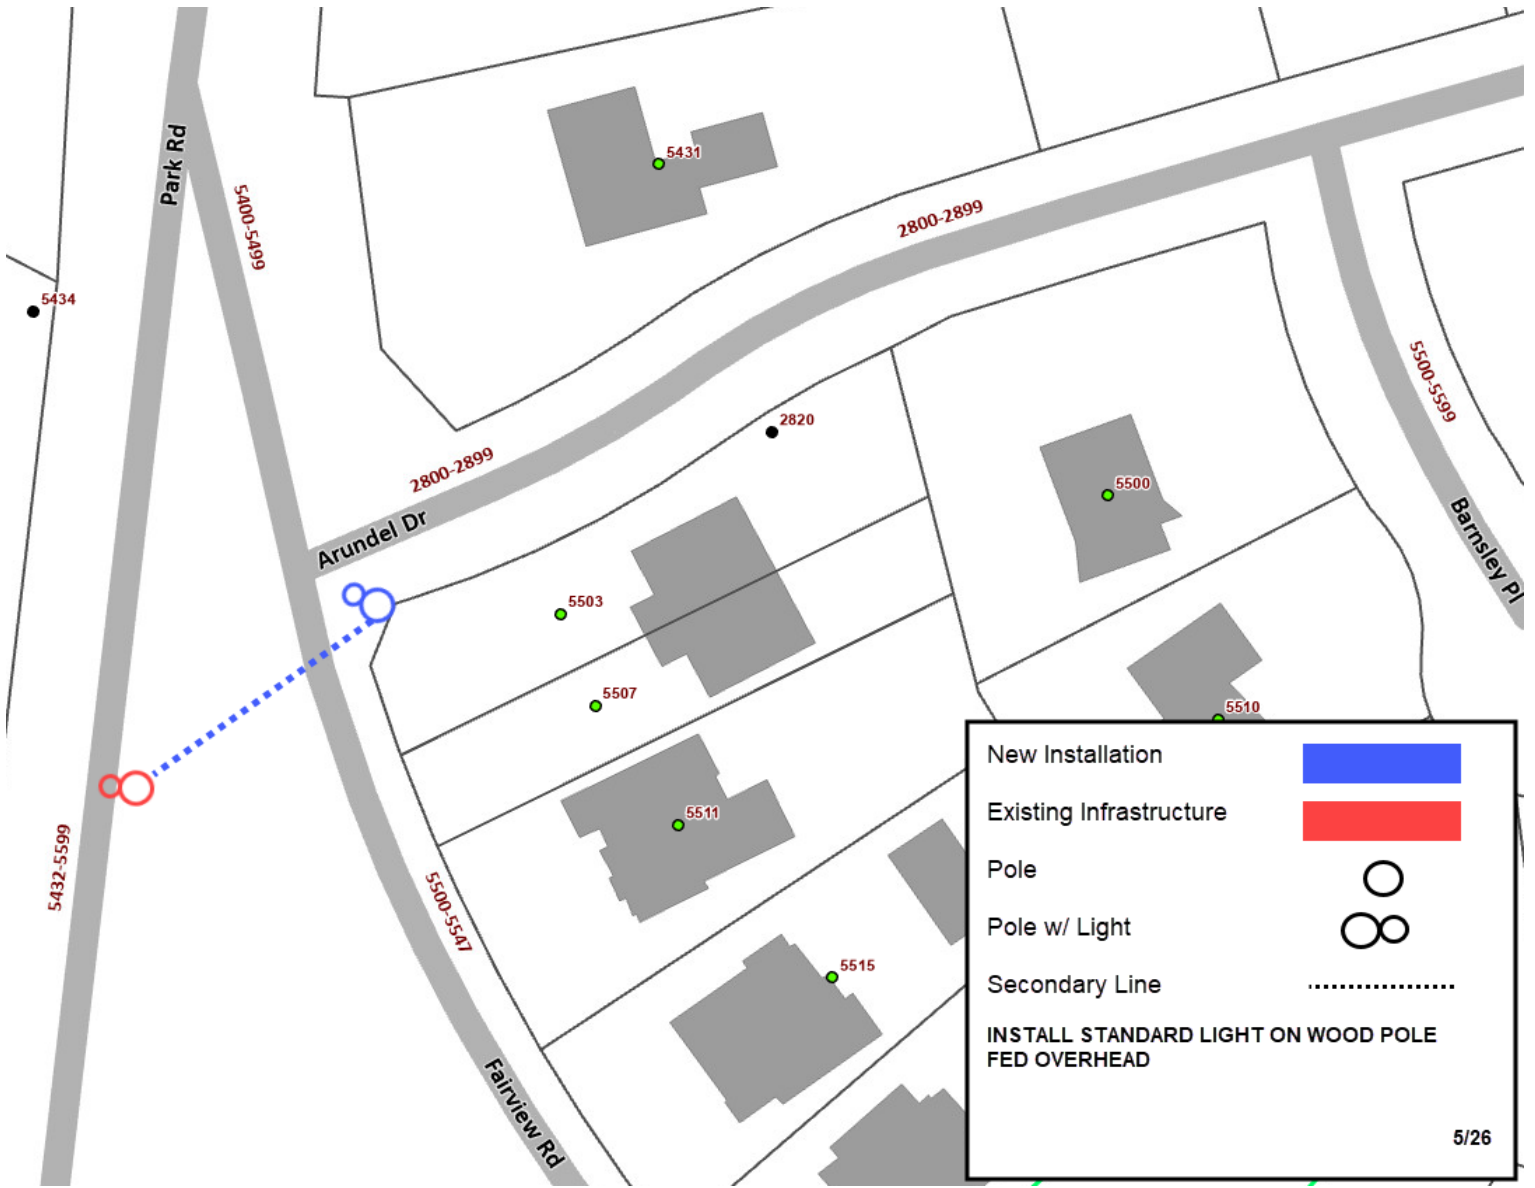 Park Rd
5400-5499
5431
2800-2899
5434
5500-5599
2820
2800-2899
5500
Arundel Dr
Barnsley Pl
5503
5507
5510
5511
5432-5599
5500-5547
5515
Fairview Rd
New Installation
Existing Infrastructure
Pole
Pole w/ Light
Secondary Line
INSTALL STANDARD LIGHT ON WOOD POLE
FED OVERHEAD
5/26